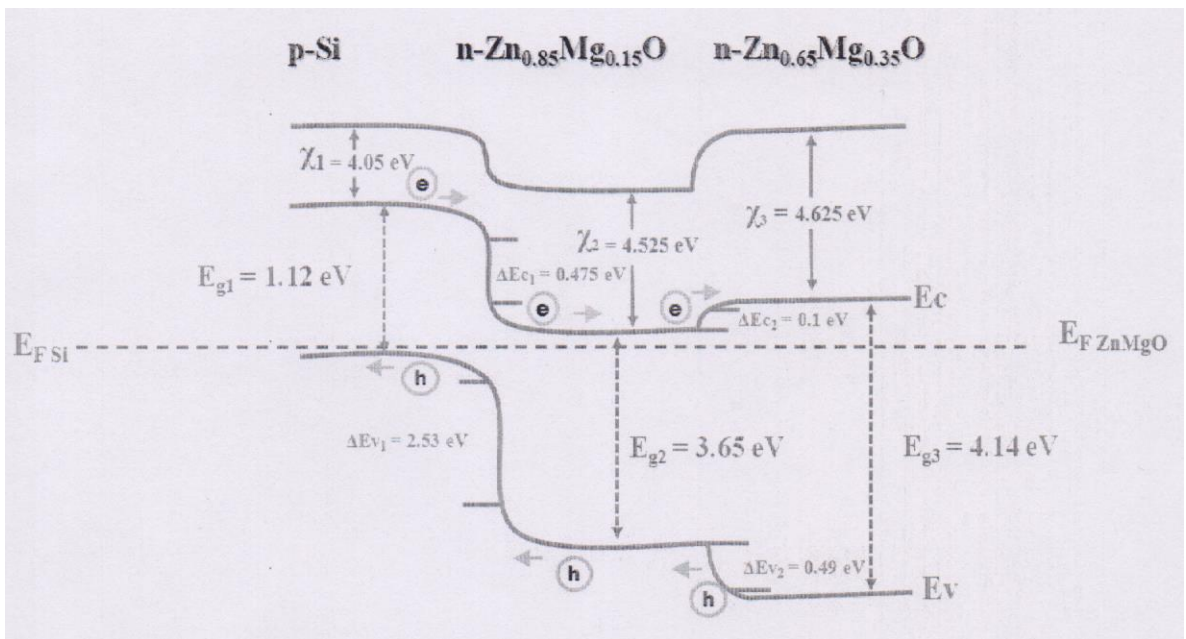 p-Si n-Zn0.85Mg0.15O n-Zn0.65Mg0.35O
χ1 = 4.05 eV
e
χ2 = 4.525 eV
χ3 = 4.625 eV
Eg1 = 1.12 eV
ΔEc1 = 0.475 eV
e
e
ΔEc2 = 0.1 eV
Ec
EF Si
EF ZnMgO
h
ΔEv1 = 2.53 eV
Eg2 = 3.65 eV
Eg3 = 4.14 eV
h
h
ΔEv2 = 0.49 eV
Ev